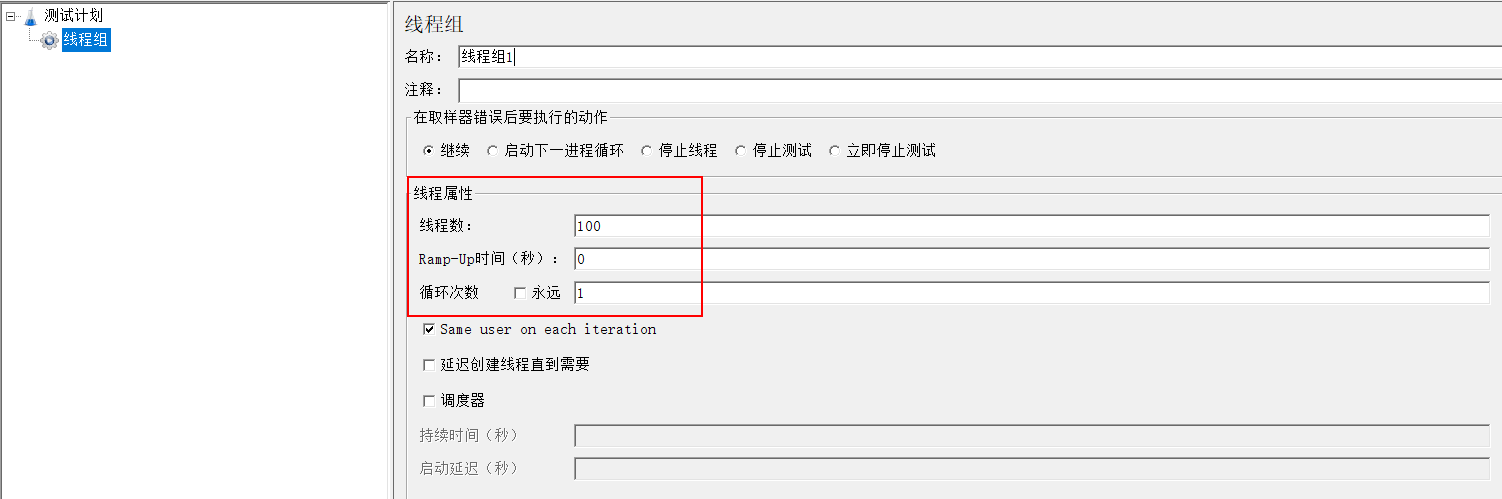 测试计划
线程组
线程组
名称： 线程组1
注释：
在取样器错误后要执行的动作
继续 启动下一进程循环 停止线程 停止测试 立即停止测试
线程属性
线程数： 100
Ramp-Up时间（秒）： 0
循环次数 永远 1
Same user on each iteration
延迟创建线程直到需要
调度器
持续时间（秒）
启动延迟（秒）